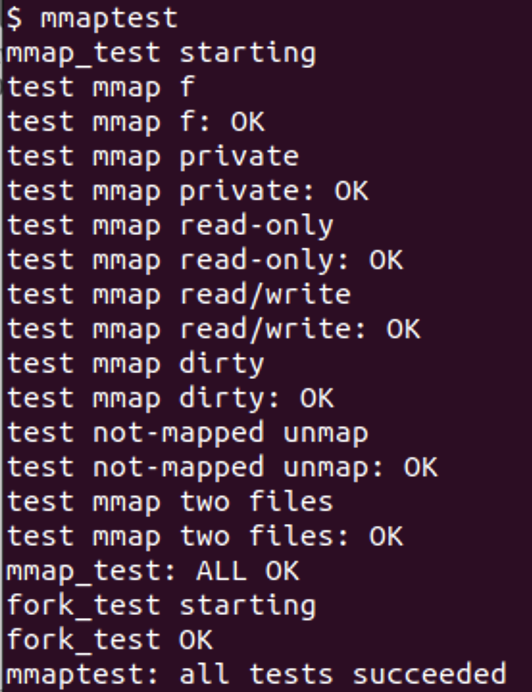 $ mmaptest
mmap_test starting
test mmap f
test mmap f: OK
test mmap private
test mmap private: OK
test mmap read-only
test mmap read-only: OK
test mmap read/write
test mmap read/write: OK
test mmap dirty
test mmap dirty: OK
test not-mapped unmap
test not-mapped unmap: OK
test mmap two files
test mmap two files: OK
mmap_test: ALL OK
fork_test starting
fork_test OK
mmaptest: all tests succeeded